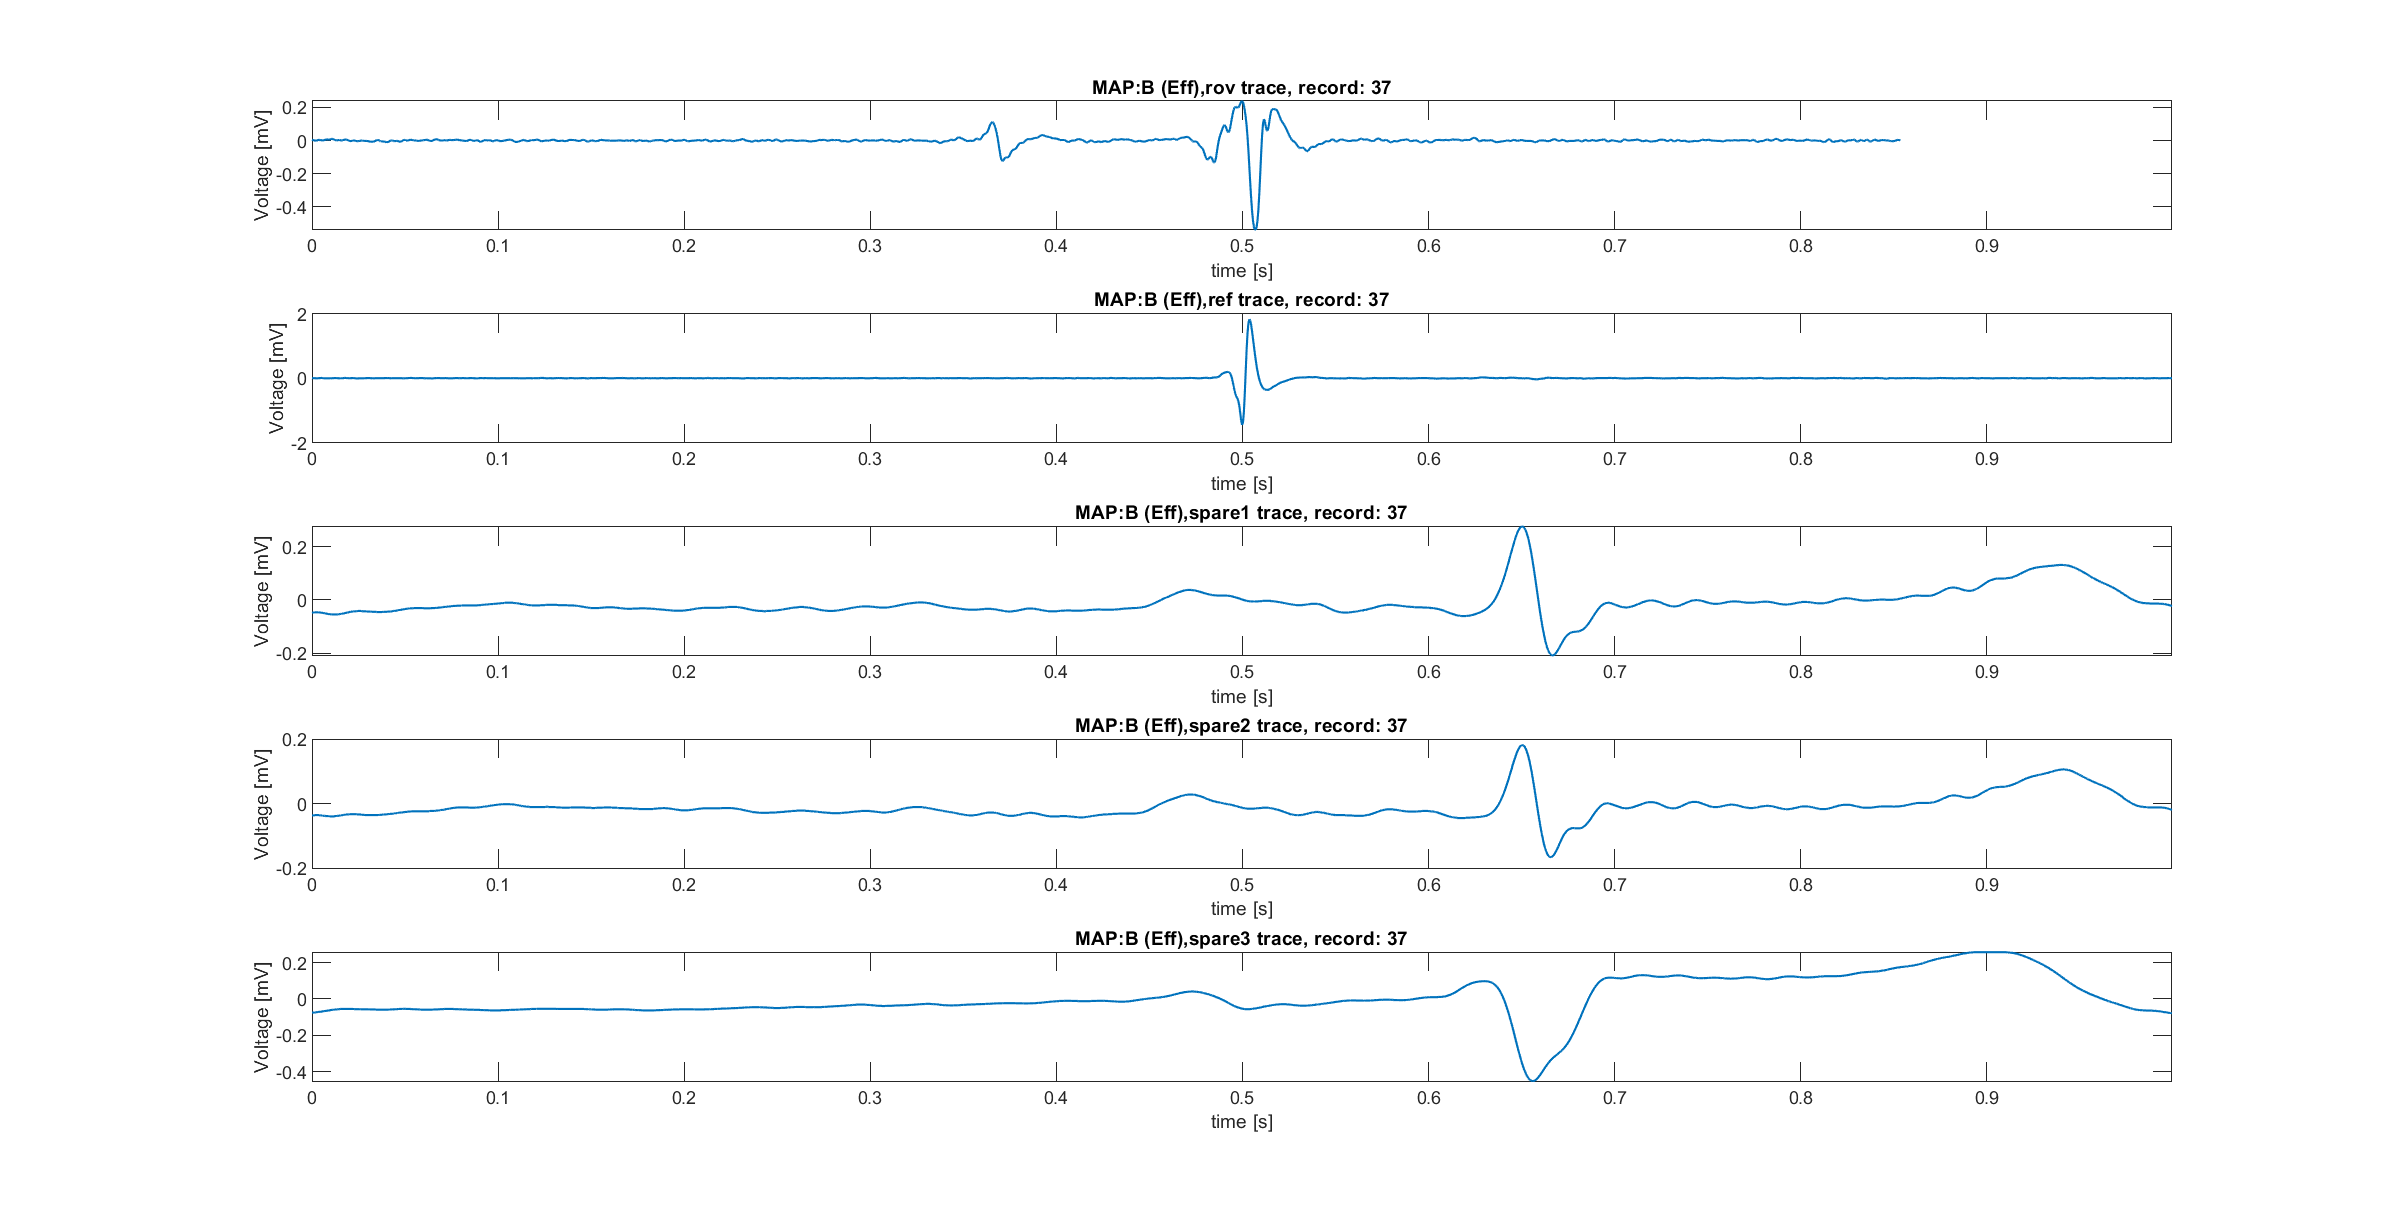 MAP:B (Eff),rov trace, record: 37
Voltage [mV]
0.2
0
-0.2
-0.4
0 0.1 0.2 0.3 0.4 0.5 0.6 0.7 0.8 0.9
time [s]
MAP:B (Eff),ref trace, record: 37
Voltage [mV]
2
0
-2
0 0.1 0.2 0.3 0.4 0.5 0.6 0.7 0.8 0.9
time [s]
MAP:B (Eff),spare1 trace, record: 37
Voltage [mV]
0.2
0
-0.2
0 0.1 0.2 0.3 0.4 0.5 0.6 0.7 0.8 0.9
time [s]
MAP:B (Eff),spare2 trace, record: 37
Voltage [mV]
0.2
0
-0.2
0 0.1 0.2 0.3 0.4 0.5 0.6 0.7 0.8 0.9
time [s]
MAP:B (Eff),spare3 trace, record: 37
Voltage [mV]
0.2
0
-0.2
-0.4
0 0.1 0.2 0.3 0.4 0.5 0.6 0.7 0.8 0.9
time [s]